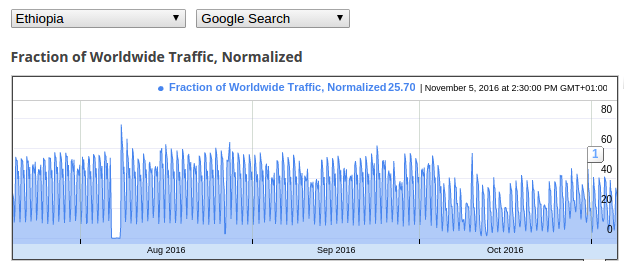 Ethiopia Google Search
Fraction of Worldwide Traffic, Normalized
Fraction of Worldwide Traffic, Normalized 25.70 | November 5, 2016 at 2:30:00 PM GMT+01:00
80
60
1
40
20
0
Aug 2016 Sep 2016 Oct 2016